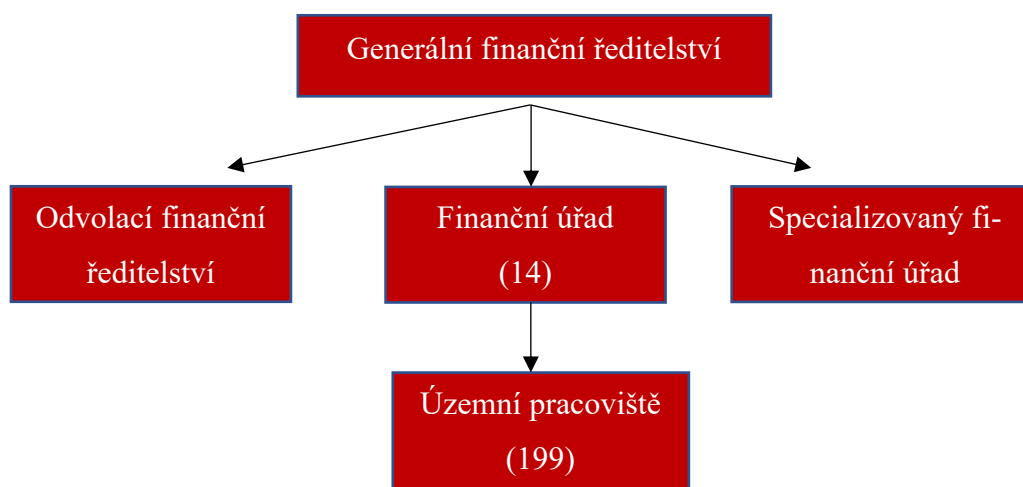 Generální finanční ředitelství
Odvolací finanční
ředitelství
Finanční úřad
(14)
Specializovaný fi-
nanční úřad
Územní pracoviště
(199)